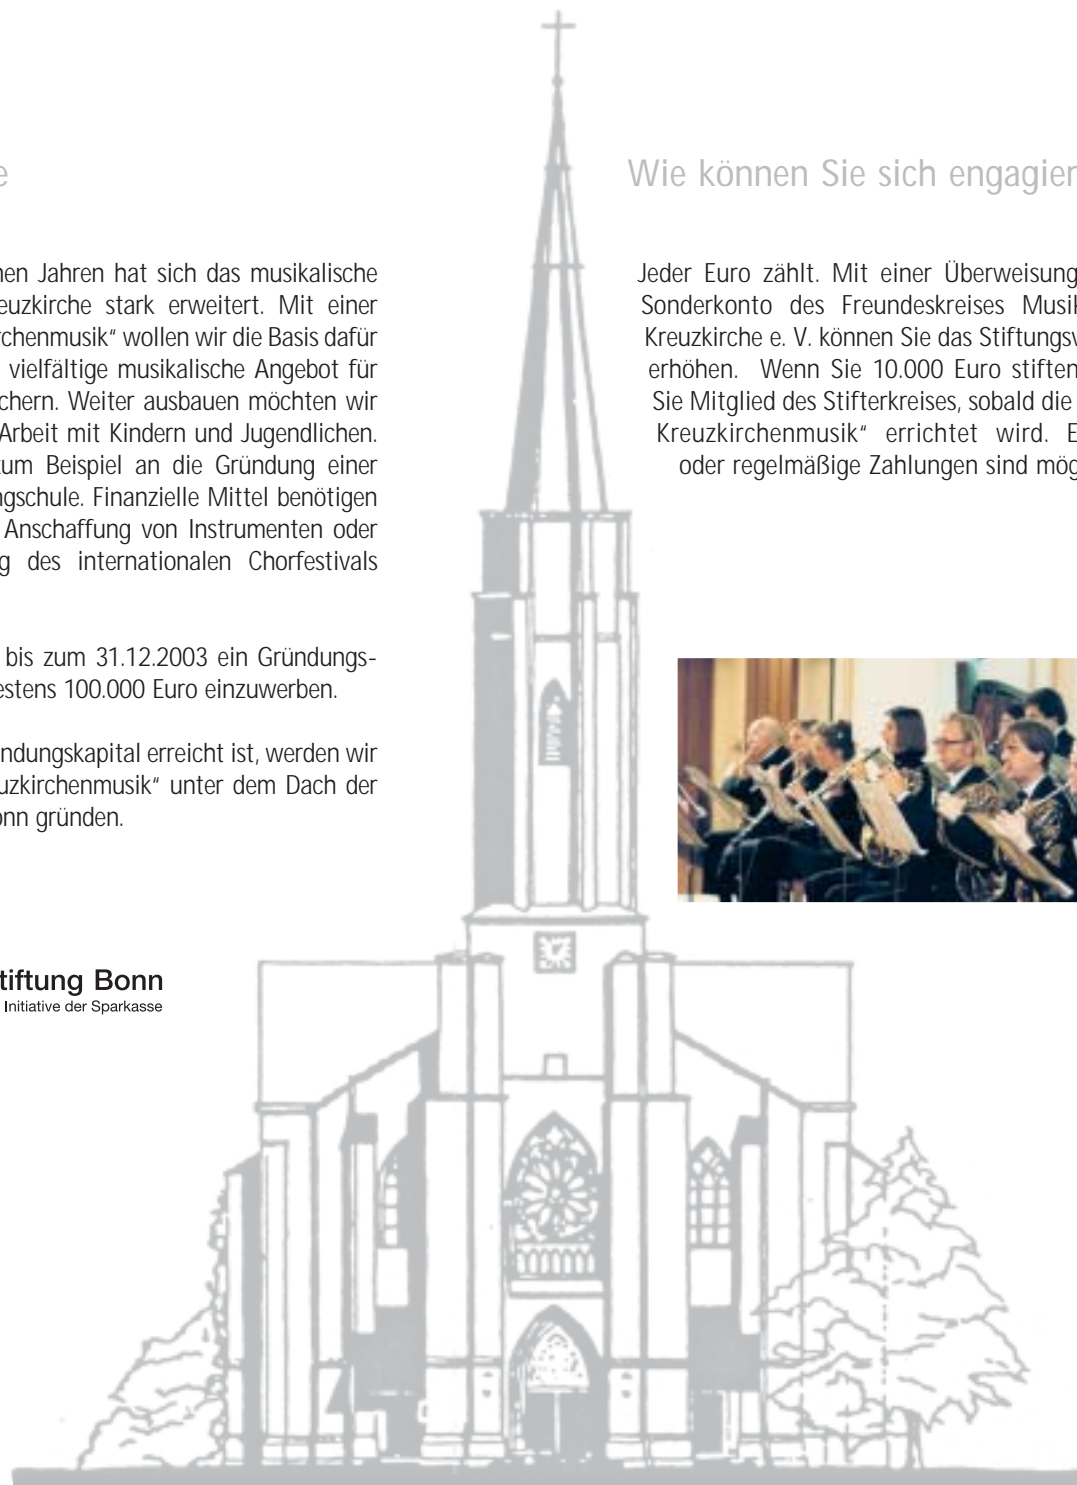 e
nen Jahren hat sich das musikalische
euzkirche stark erweitert. Mit einer
rchenmusik“ wollen wir die Basis dafür
vielfältige musikalische Angebot für
chern. Weiter ausbauen möchten wir
Arbeit mit Kindern und Jugendlichen.
zum Beispiel an die Gründung einer
ngschule. Finanzielle Mittel benötigen
Anschaffung von Instrumenten oder
g des internationalen Chorfestivals
bis zum 31.12.2003 ein Gründungs-
estens 100.000 Euro einzuwerben.
ndungskapital erreicht ist, werden wir
uzkirchenmusik“ unter dem Dach der
onn gründen.
tiftung Bonn
Initiative der Sparkasse
Wie können Sie sich engagier
Jeder Euro zählt. Mit einer Überweisung
Sonderkonto des Freundeskreises Musik
Kreuzkirche e. V. können Sie das Stiftungsv
erhöhen. Wenn Sie 10.000 Euro stiften
Sie Mitglied des Stifterkreises, sobald die
Kreuzkirchenmusik“ errichtet wird. E
oder regelmäßige Zahlungen sind mög